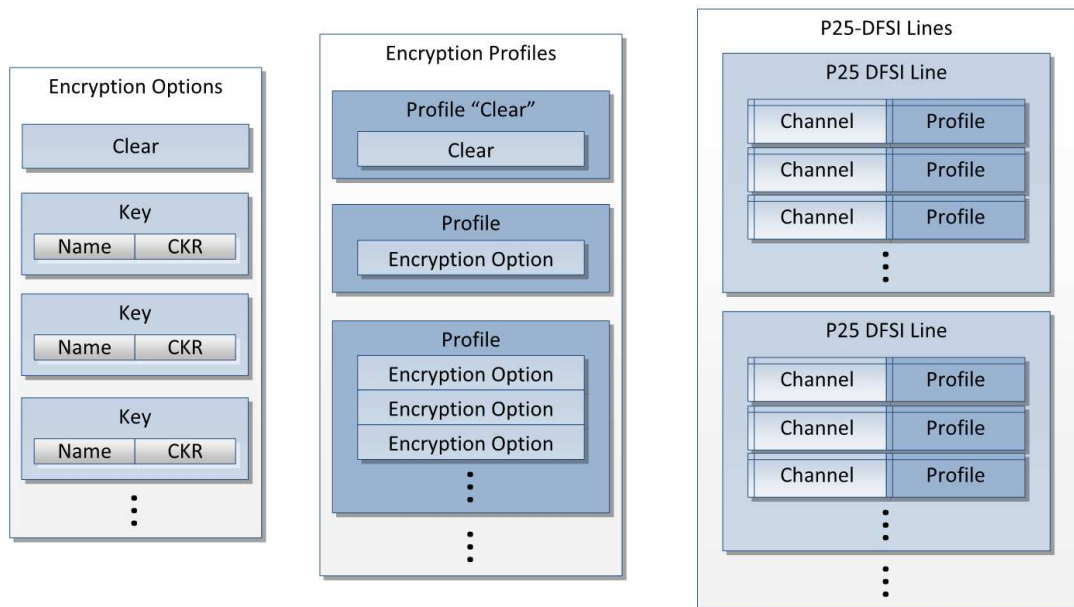 Encryption Options
Clear
Key
Name CKR
Key
Name CKR
Key
Name CKR
Encryption Profiles
Profile “Clear”
Clear
Profile
Encryption Option
Profile
Encryption Option
Encryption Option
Encryption Option
P25-DFSI Lines
P25 DFSI Line
Channel Profile
Channel Profile
Channel Profile
P25 DFSI Line
Channel Profile
Channel Profile
Channel Profile